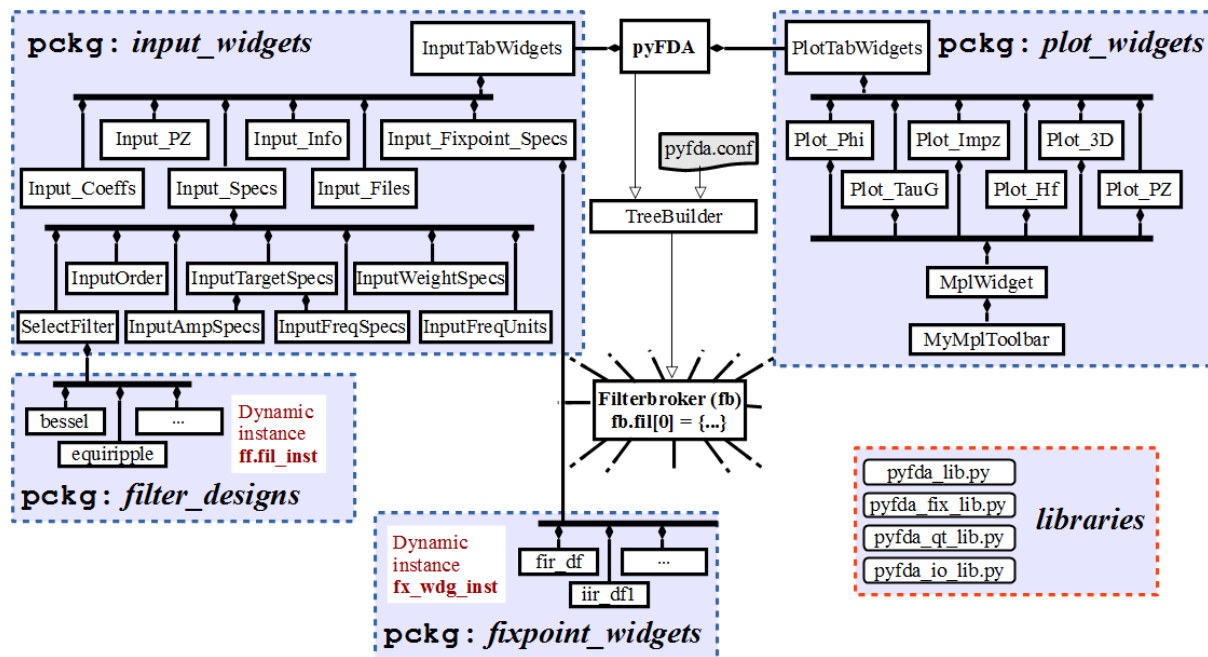 pckg: input_widgets
InputTabWidgets
pyFDA
PlotTabWidgets
pckg: plot_widgets
Input_PZ
Input_Info
Input_Fixpoint_Specs
Input_Coeffs
Input_Specs
Input_Files
pyfda.conf
TreeBuilder
Plot_Phi
Plot_Impz
Plot_3D
Plot_TauG
Plot_Hf
Plot_PZ
InputOrder
InputTargetSpecs
InputWeightSpecs
SelectFilter
InputAmpSpecs
InputFreqSpecs
InputFreqUnits
MplWidget
MyMplToolbar
Filterbroker (fb)
fb.fil[0] = {...}
bessel
...
equiripple
Dynamic
instance
ff.fil_inst
pckg: filter_designs
Dynamic
instance
fx_wdg_inst
fir_df
...
iir_df1
pckg: fixpoint_widgets
pyfda_lib.py
pyfda_fix_lib.py
pyfda_qt_lib.py
pyfda_io_lib.py
libraries